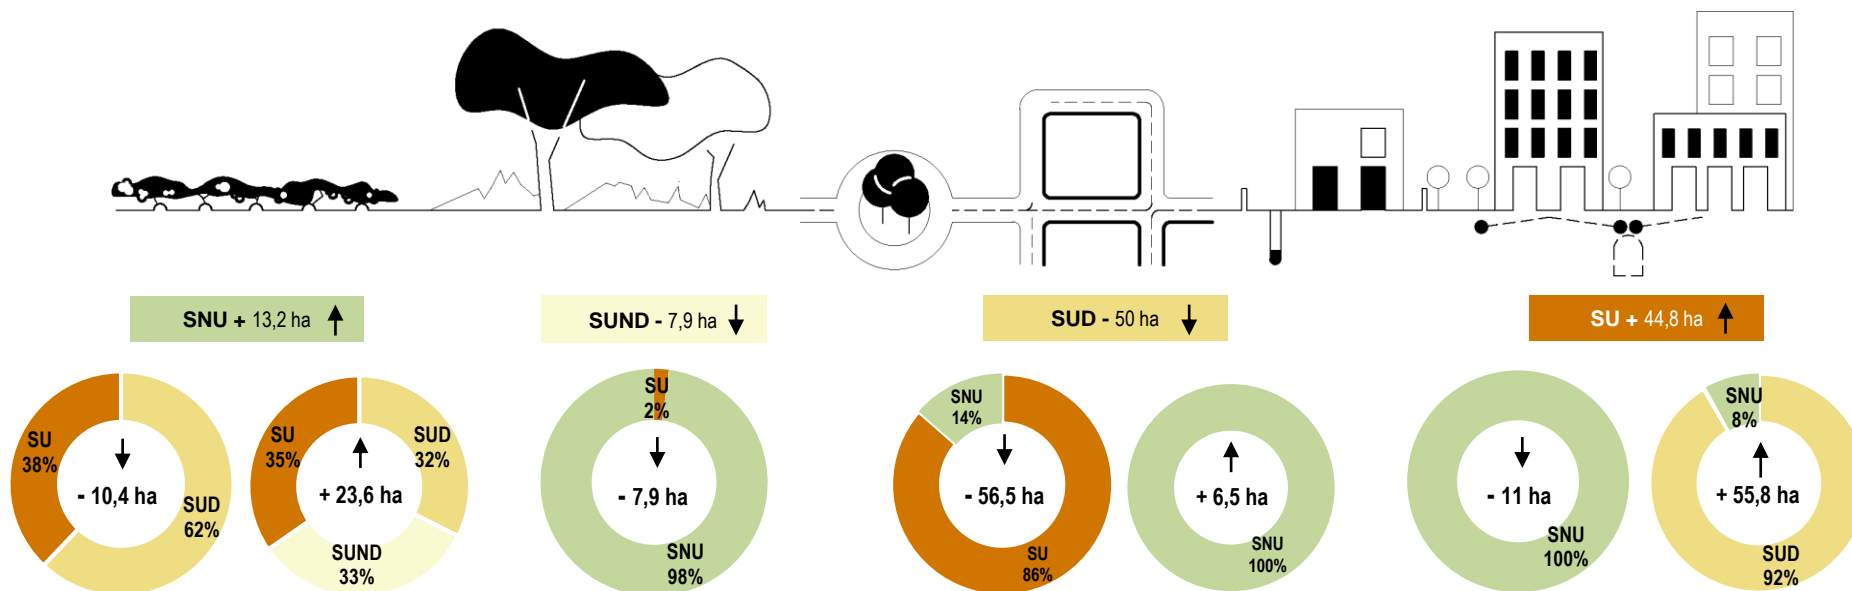 SNU + 13,2 ha
SUND - 7,9 ha
SUD - 50 ha
SU + 44,8 ha
SU
38%
- 10,4 ha
SUD
62%
SU
35%
SUD
32%
+ 23,6 ha
SUND
33%
SU
2%
- 7,9 ha
SNU
98%
SNU
14%
- 56,5 ha
SU
86%
+ 6,5 ha
SNU
100%
- 11 ha
SNU
100%
SNU
8%
+ 55,8 ha
SUD
92%